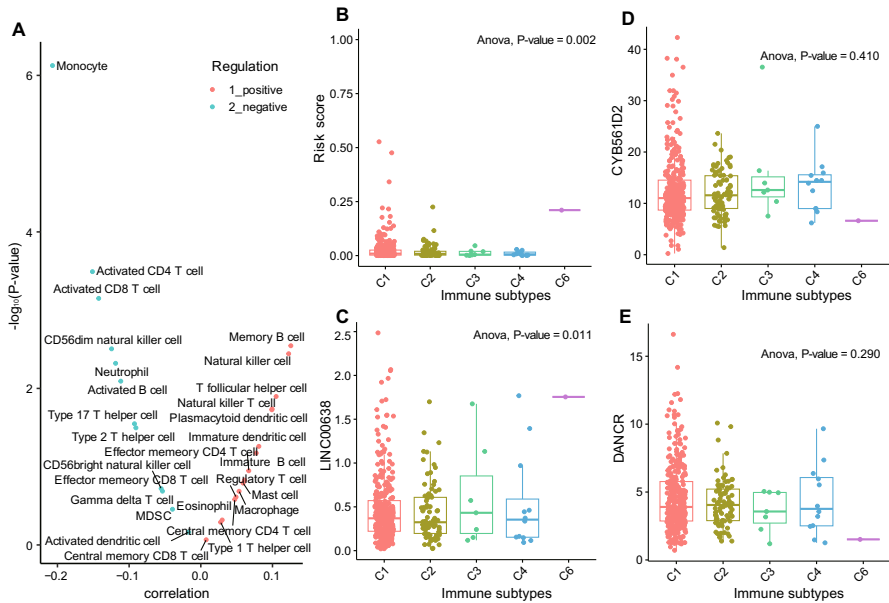 A
-log₁₀(P-value)
6
4
2
0
Regulation
1_positive
2_negative
Monocyte
Activated CD4 T cell
Activated CD8 T cell
CD56dim natural killer cell
Neutrophil
Activated B cell
Type 17 T helper cell
Type 2 T helper cell
Memory B cell
Natural killer cell
T follicular helper cell
Natural killer T cell
Plasmacytoid dendritic cell
Immature dendritic cell
Effector memeory CD4 T cell
CD56bright natural killer cell
Immature B cell
Effector memeory CD8 T cell
Regulatory T cell
Gamma delta T cell
Mast cell
Eosinophil
Macrophage
MDSC
Central memory CD4 T cell
Activated dendritic cell
Type 1 T helper cell
Central memory CD8 T cell
-0.2
-0.1
0.0
0.1
correlation
B
Risk score
1.00
0.75
0.50
0.25
0.00
Anova, P-value = 0.002
C1
C2
C3
C4
C6
Immune subtypes
C
LINC00638
2.5
2.0
1.5
1.0
0.5
0.0
Anova, P-value = 0.011
C1
C2
C3
C4
C6
Immune subtypes
D
CYB561D2
40
30
20
10
0
Anova, P-value = 0.410
C1
C2
C3
C4
C6
Immune subtypes
E
DANCR
15
10
5
0
Anova, P-value = 0.290
C1
C2
C3
C4
C6
Immune subtypes